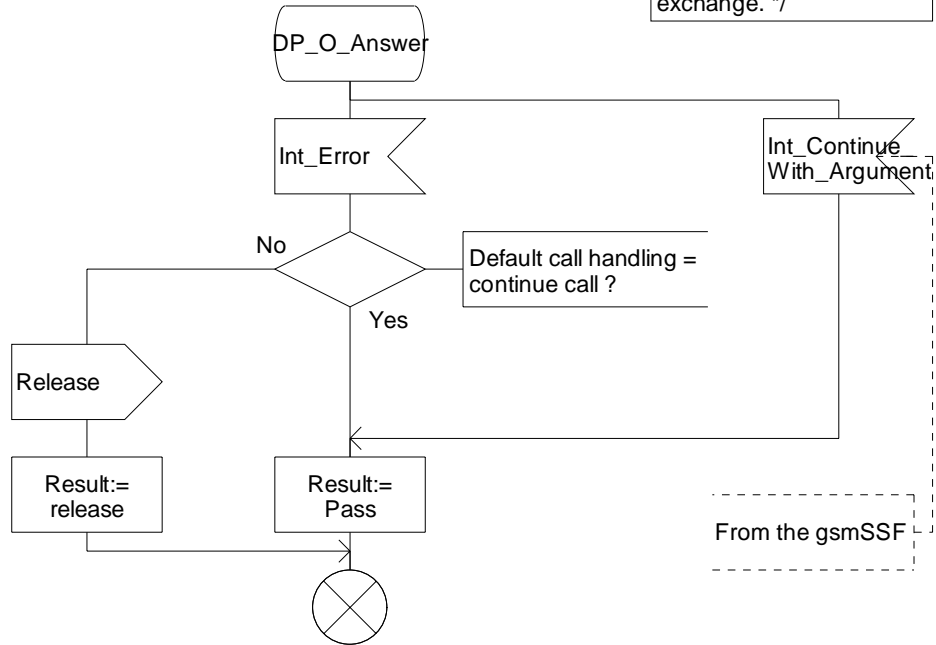 exchange. */
DP_O_Answer
Int_Error
Int_Continue_
With_Argument
No
Default call handling =
continue call ?
Yes
Release
Result:=
release
Result:=
Pass
From the gsmSSF